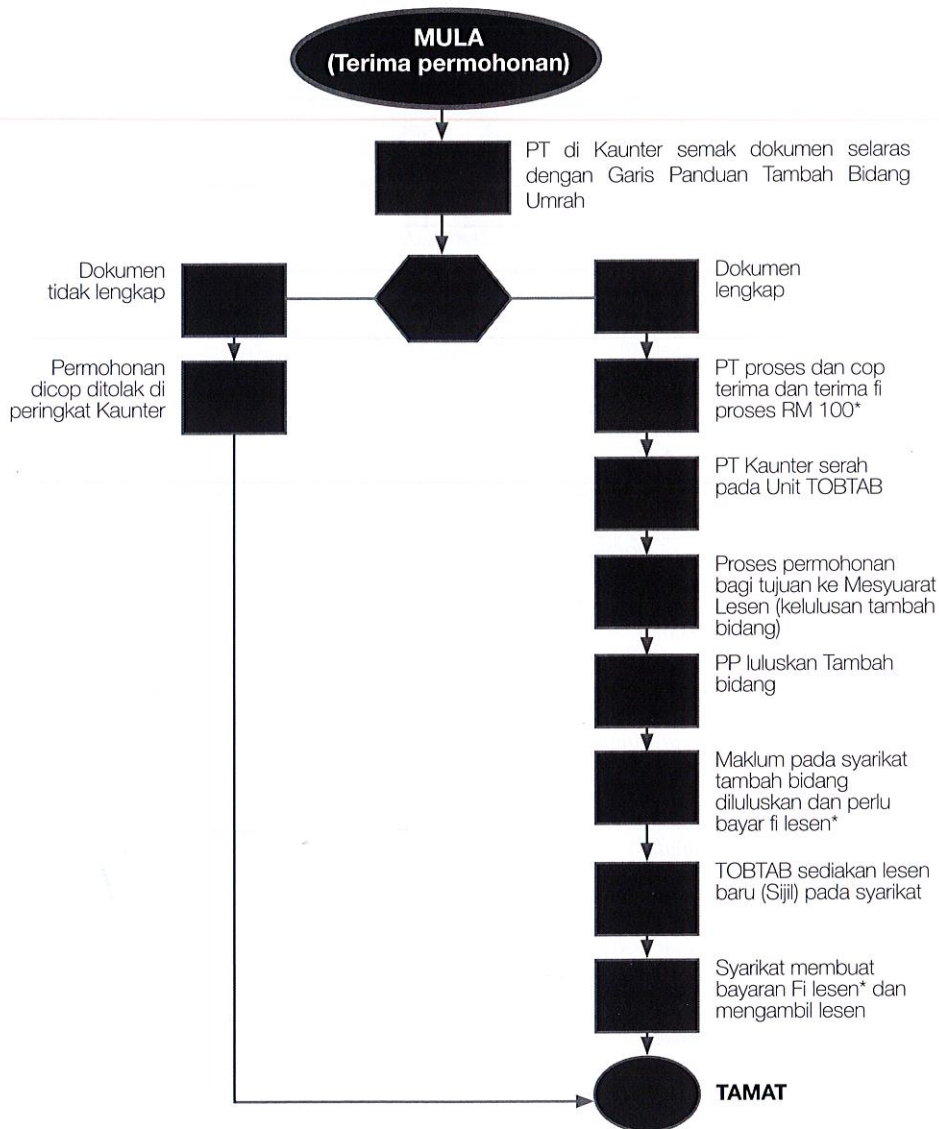 MULA
(Terima permohonan)
PT di Kaunter semak dokumen selaras
dengan Garis Panduan Tambah Bidang
Umrah
Dokumen
tidak lengkap
Dokumen
lengkap
Permohonan
dicop ditolak di
peringkat Kaunter
PT proses dan cop
terima dan terima fi
proses RM 100*
PT Kaunter serah
pada Unit TOBTAB
Proses permohonan
bagi tujuan ke Mesyuarat
Lesen (kelulusan tambah
bidang)
PP luluskan Tambah
bidang
Maklum pada syarikat
tambah bidang
diluluskan dan perlu
bayar fi lesen*
TOBTAB sediakan lesen
baru (Sijil) pada syarikat
Syarikat membuat
bayaran Fi lesen* dan
mengambil lesen
TAMAT